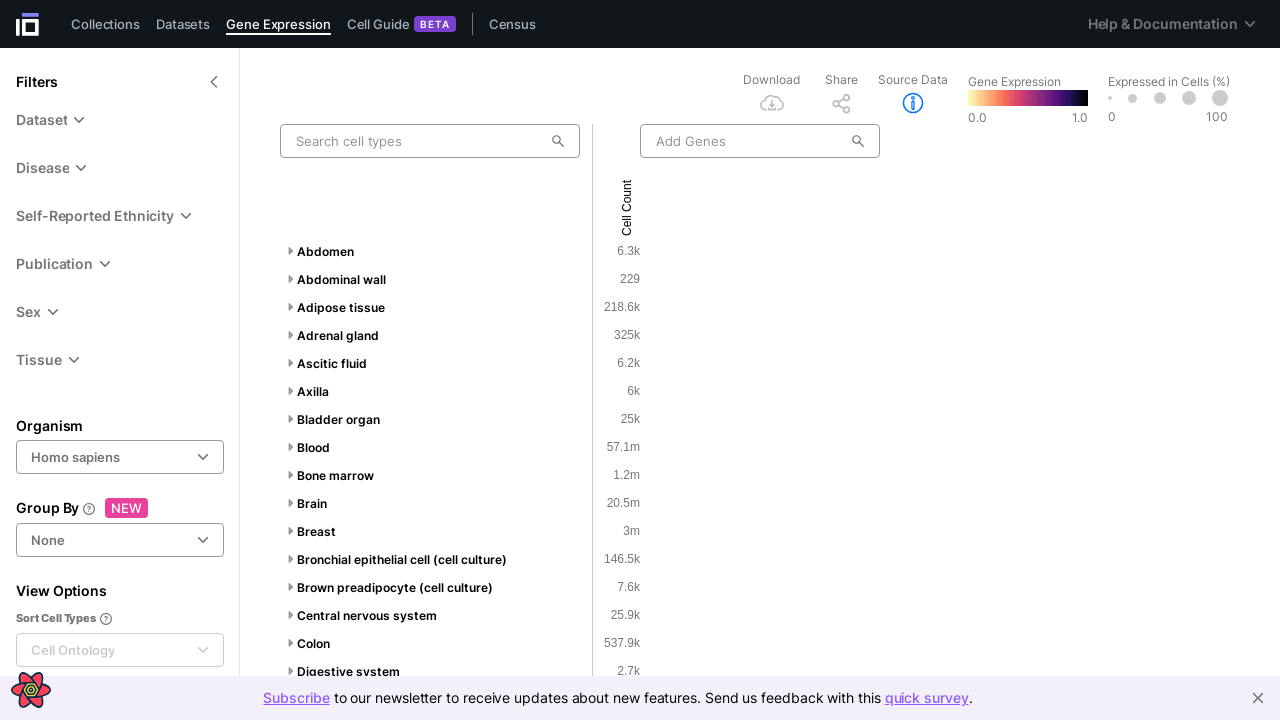 Collections Datasets Gene Expression Cell Guide BETA Census Help & Documentation
Filters
Dataset
Disease
Self-Reported Ethnicity
Publication
Sex
Tissue
Organism
Homo sapiens
Group By NEW
None
View Options
Sort Cell Types
Cell Ontology
Download Share Source Data
Gene Expression
0.0 1.0
Expressed in Cells (%)
0 100
Search cell types
Add Genes
Cell Count
Abdomen 6.3k
Abdominal wall 229
Adipose tissue 218.6k
Adrenal gland 325k
Ascitic fluid 6.2k
Axilla 6k
Bladder organ 25k
Blood 57.1m
Bone marrow 1.2m
Brain 20.5m
Breast 3m
Bronchial epithelial cell (cell culture) 146.5k
Brown preadipocyte (cell culture) 7.6k
Central nervous system 25.9k
Colon 537.9k
Digestive system 2.7k
Subscribe to our newsletter to receive updates about new features. Send us feedback with this quick survey.